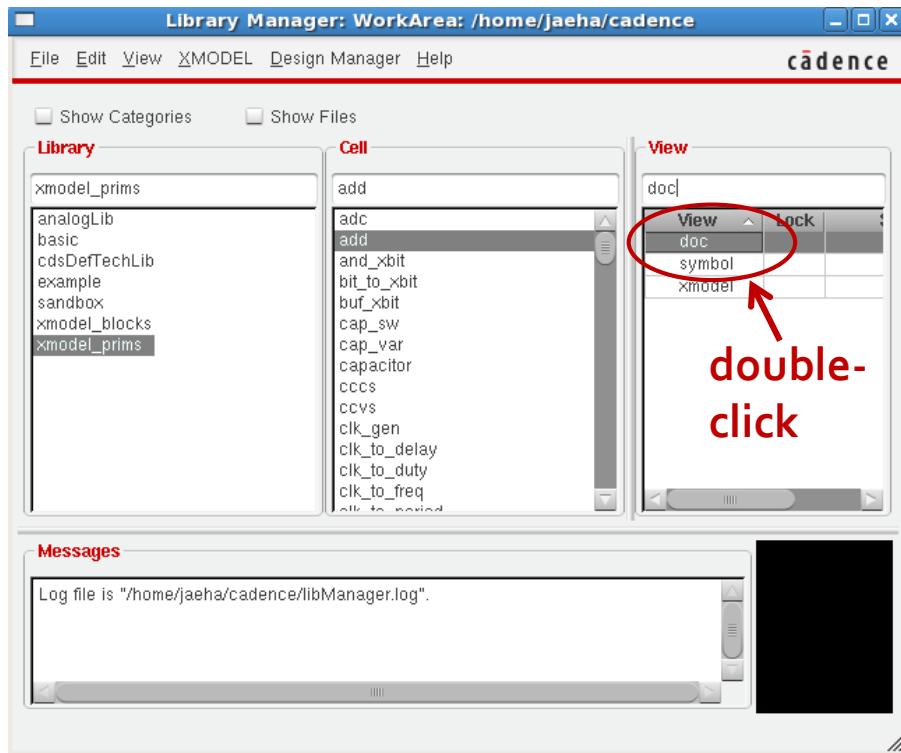 Library Manager: WorkArea: /home/jaeha/cadence
File Edit View XMODEL Design Manager Help
cādence
Show Categories Show Files
Library
xmodel_prims
analogLib
basic
cdsDefTechLib
example
sandbox
xmodel_blocks
xmodel_prims
Cell
add
adc
add
and_xbit
bit_to_xbit
buf_xbit
cap_sw
cap_var
capacitor
cccs
ccvs
clk_gen
clk_to_delay
clk_to_duty
clk_to_freq
View
doc
View Lock
doc
symbol
xmodel
double-
click
Messages
Log file is "/home/jaeha/cadence/libManager.log".